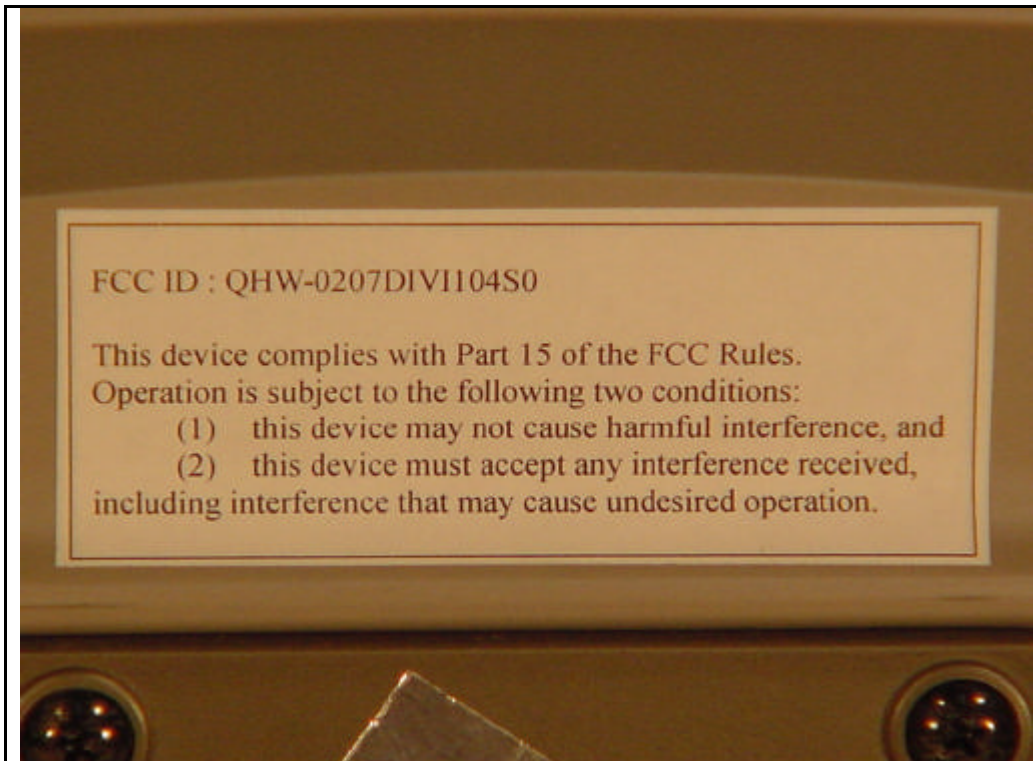 FCC ID : QHW-0207DIVI104S0
This device complies with Part 15 of the FCC Rules.
Operation is subject to the following two conditions:
(1) this device may not cause harmful interference, and
(2) this device must accept any interference received,
including interference that may cause undesired operation.